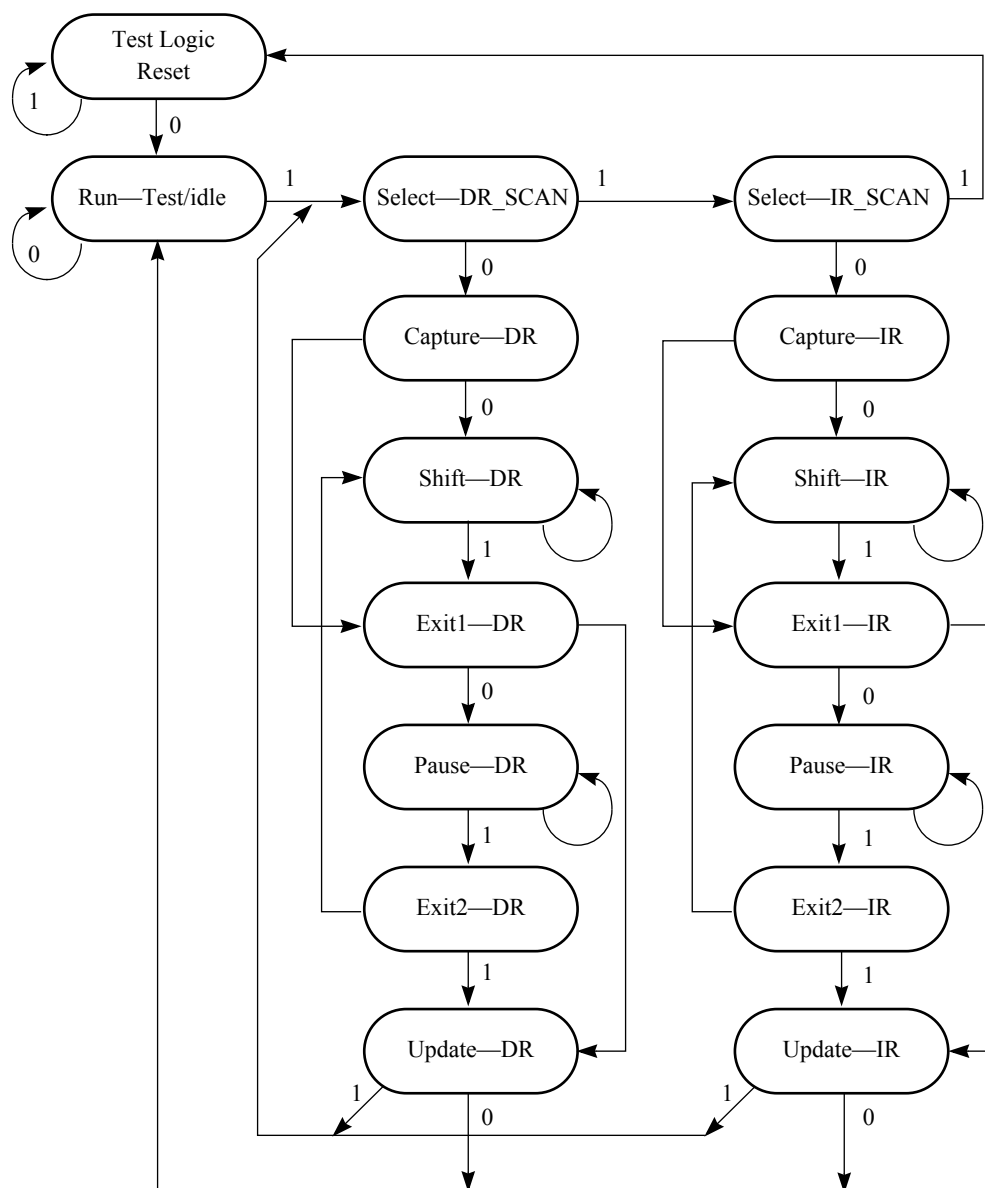 Test Logic
Reset
1
0
Run—Test/idle
1
Select—DR_SCAN
1
Select—IR_SCAN
1
0
0
0
Capture—DR
Capture—IR
0
0
Shift—DR
Shift—IR
1
1
Exit1—DR
Exit1—IR
0
0
Pause—DR
Pause—IR
1
1
Exit2—DR
Exit2—IR
1
1
Update—DR
Update—IR
1
0
1
0